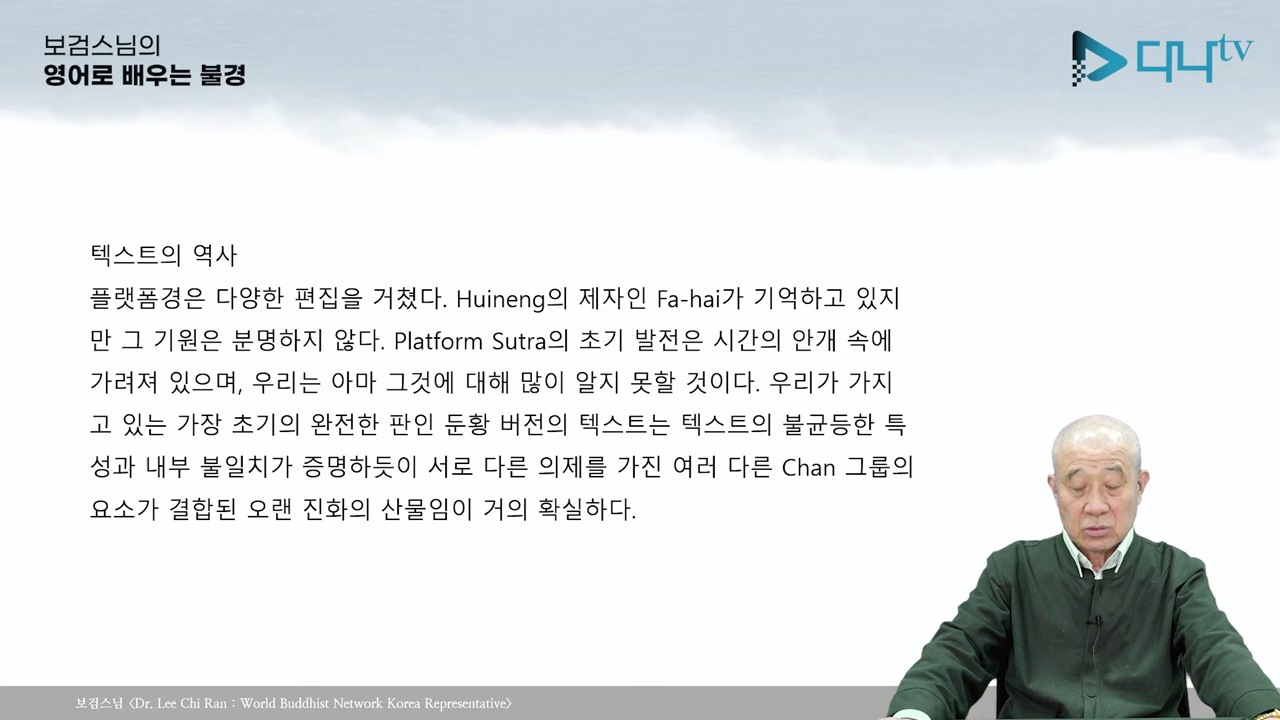 보검스님의
영어로 배우는 불경
다나tv
텍스트의 역사
플랫폼경은 다양한 편집을 거쳤다. Huineng의 제자인 Fa-hai가 기억하고 있지
만 그 기원은 분명하지 않다. Platform Sutra의 초기 발전은 시간의 안개 속에
가려져 있으며, 우리는 아마 그것에 대해 많이 알지 못할 것이다. 우리가 가지
고 있는 가장 초기의 완전한 판인 둔황 버전의 텍스트는 텍스트의 불균등한 특
성과 내부 불일치가 증명하듯이 서로 다른 의제를 가진 여러 다른 Chan 그룹의
요소가 결합된 오랜 진화의 산물임이 거의 확실하다.
보검스님 <Dr. Lee Chi Ran : World Buddhist Network Korea Representative>